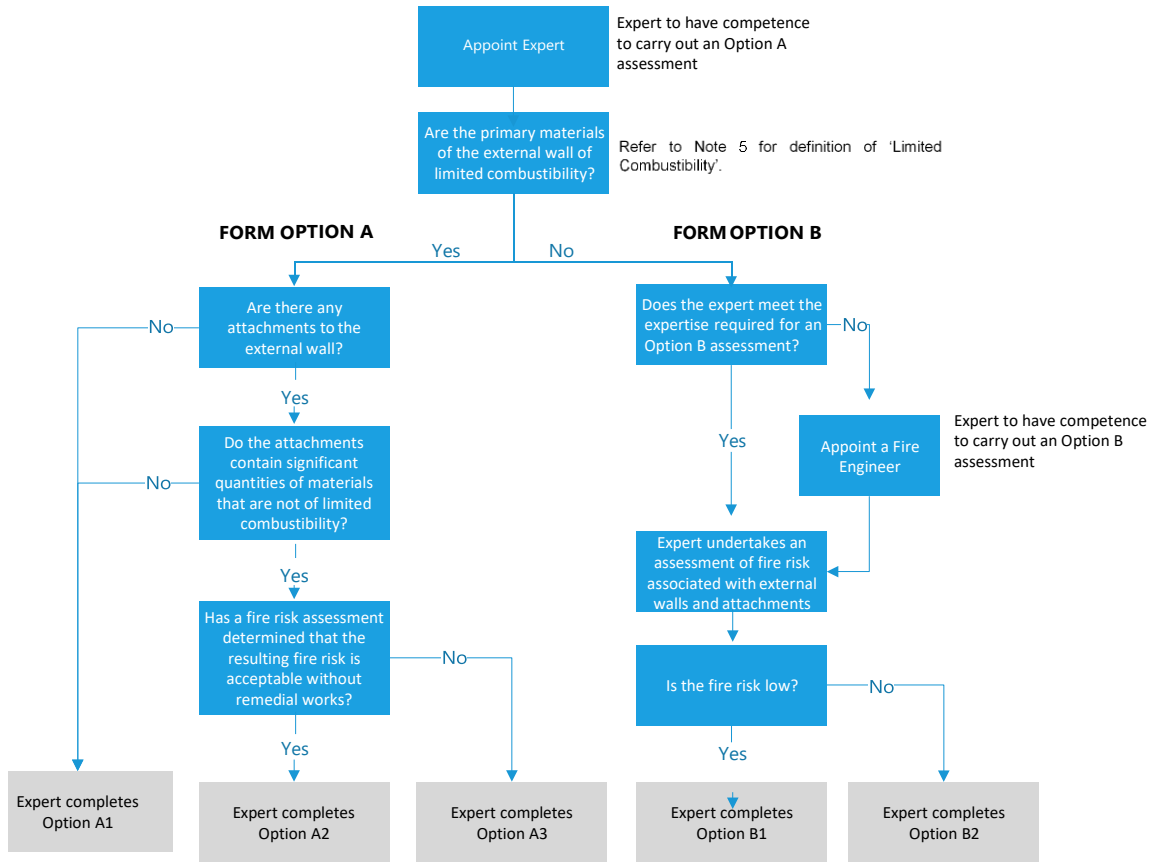 Appoint Expert
Expert to have competence
to carry out an Option A
assessment
Are the primary materials
of the external wall of
limited combustibility?
Refer to Note 5 for definition of ‘Limited
Combustibility’.
FORM OPTION A
FORM OPTION B
Yes
No
Are there any
attachments to the
external wall?
No
Does the expert meet the
expertise required for an
Option B assessment?
No
Yes
Yes
Do the attachments
contain significant
quantities of materials
that are not of limited
combustibility?
No
Appoint a Fire
Engineer
Expert to have competence
to carry out an Option B
assessment
Yes
Expert undertakes an
assessment of fire risk
associated with external
walls and attachments
Has a fire risk assessment
determined that the
resulting fire risk is
acceptable without
remedial works?
No
Is the fire risk low?
No
Yes
Yes
Expert completes
Option A1
Expert completes
Option A2
Expert completes
Option A3
Expert completes
Option B1
Expert completes
Option B2